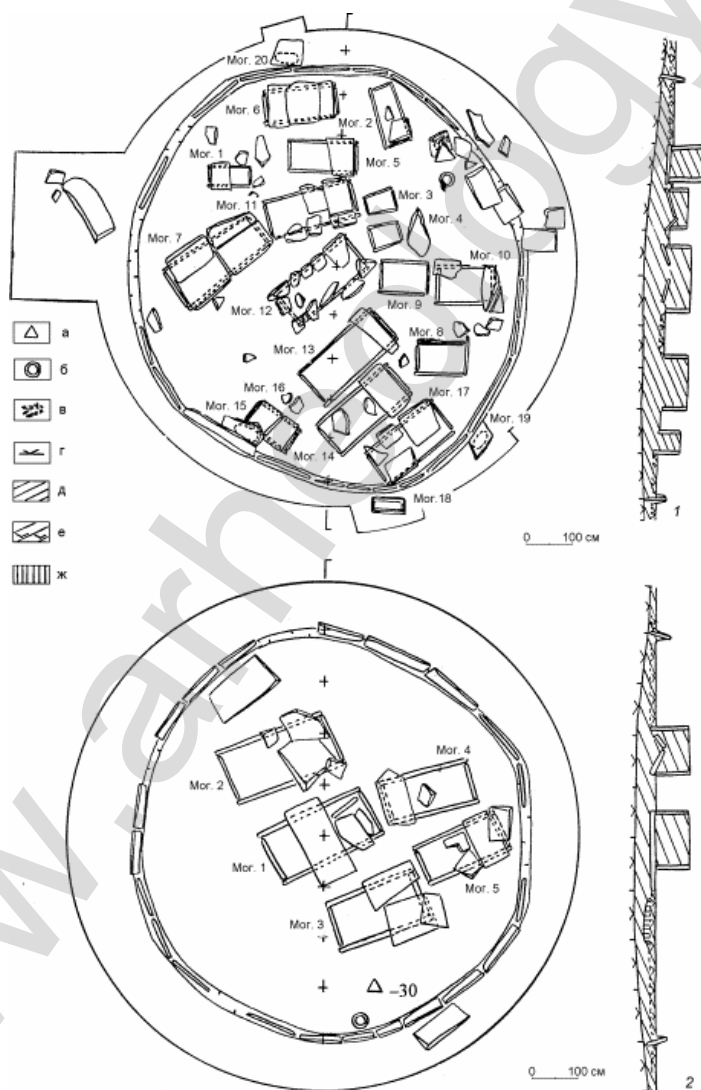 Мог. 20
Мог. 6
Мог. 2
Мог. 1
Мог. 5
Мог. 3
Мог. 11
Мог. 4
Мог. 7
Мог. 10
Мог. 12
Мог. 9
Мог. 8
Мог. 13
Мог. 16
Мог. 15
Мог. 17
Мог. 19
Мог. 14
Мог. 18
а
б
в
г
д
е
ж
0 100 см
1
Мог. 4
Мог. 2
Мог. 1
Мог. 5
Мог. 3
–30
0 100 см
2
www.arheology